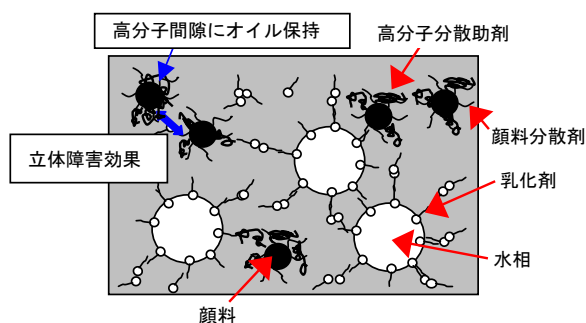 高分子間隙にオイル保持
高分子分散助剤
顔料分散剤
立体障害効果
乳化剤
水相
顔料